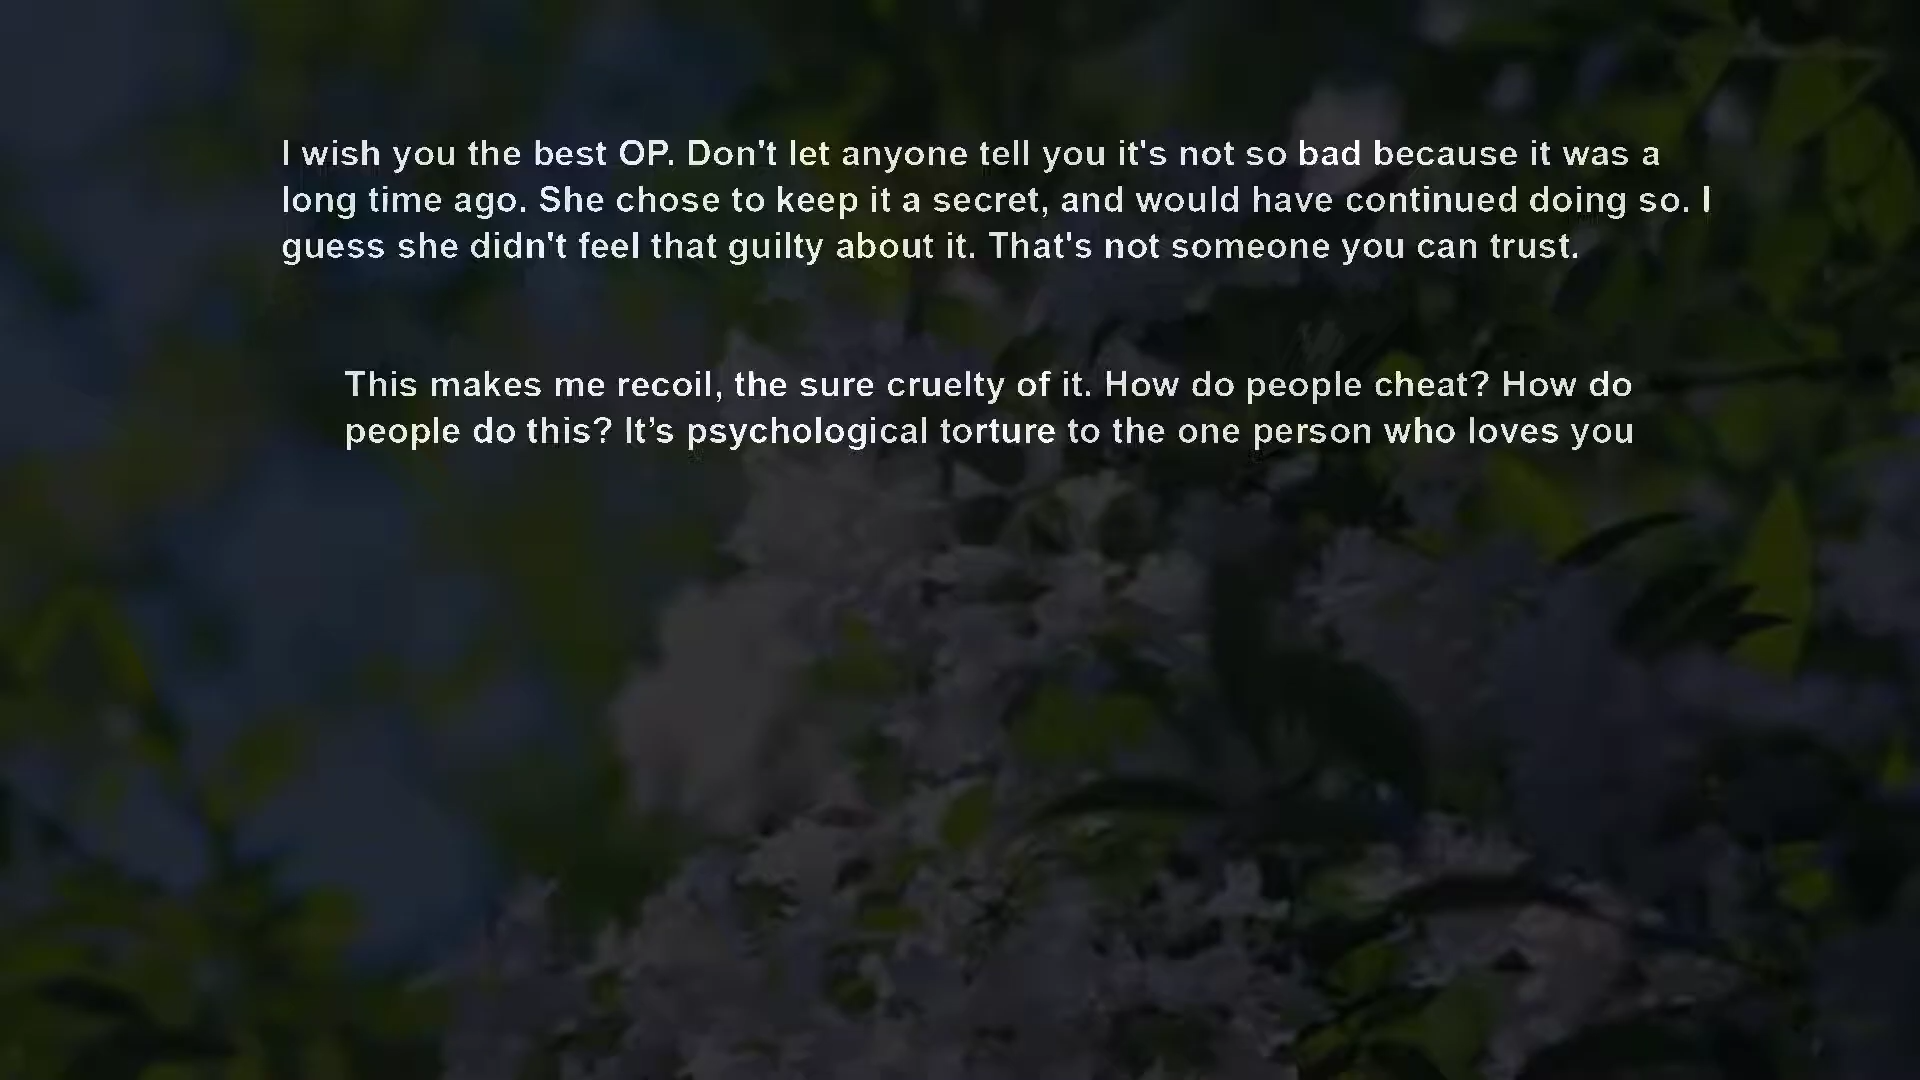 I wish you the best OP. Don't let anyone tell you it's not so bad because it was a
long time ago. She chose to keep it a secret, and would have continued doing so. I
guess she didn't feel that guilty about it. That's not someone you can trust.
This makes me recoil, the sure cruelty of it. How do people cheat? How do
people do this? It’s psychological torture to the one person who loves you